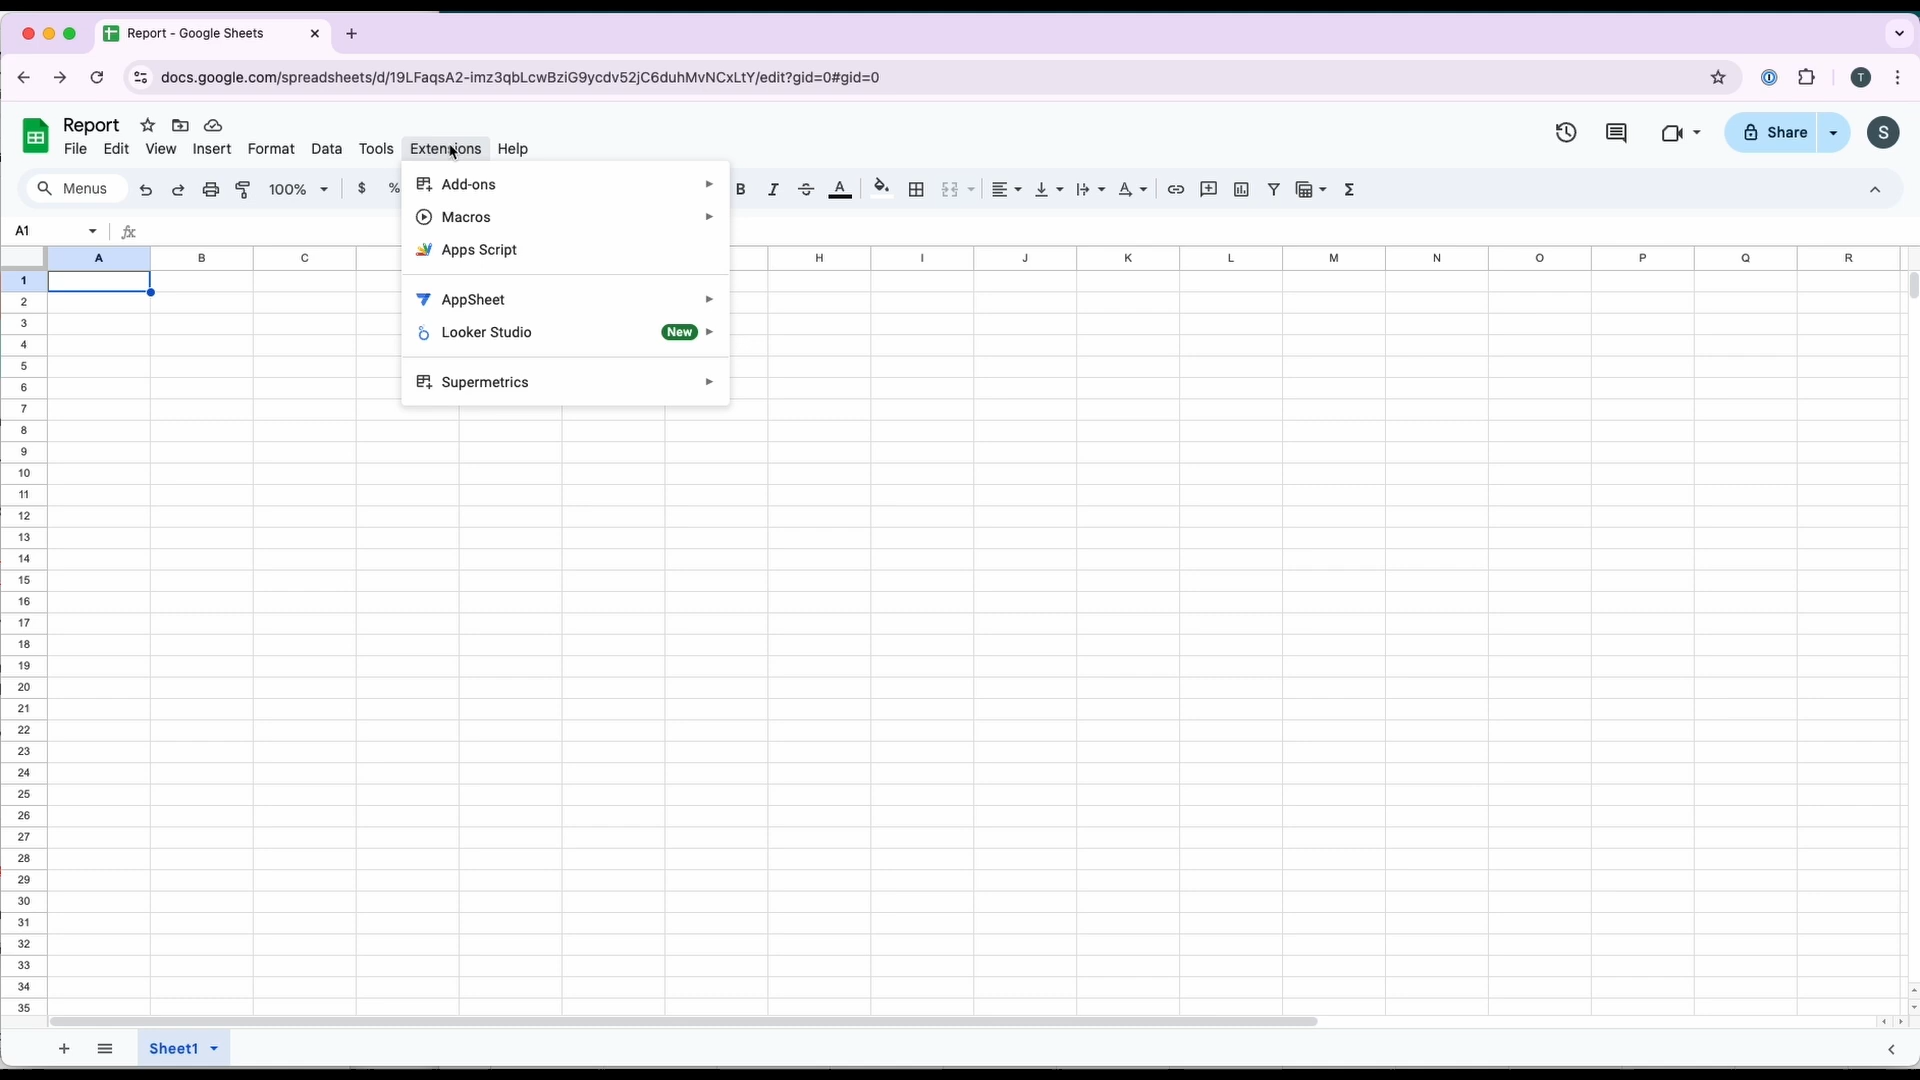 Report - Google Sheets
docs.google.com/spreadsheets/d/19LFaqsA2-imz3qbLcwBziG9ycdv52jC6duhMvNCxLtY/edit?gid=0#gid=0
T
Report
File Edit View Insert Format Data Tools Extensions Help
Share
S
Menus
100%
$
%
B
I
A
A
Σ
Add-ons
Macros
Apps Script
AppSheet
Looker Studio
New
Supermetrics
A1
fx
A B C H I J K L M N O P Q R
1
2
3
4
5
6
7
8
9
10
11
12
13
14
15
16
17
18
19
20
21
22
23
24
25
26
27
28
29
30
31
32
33
34
35
Sheet1